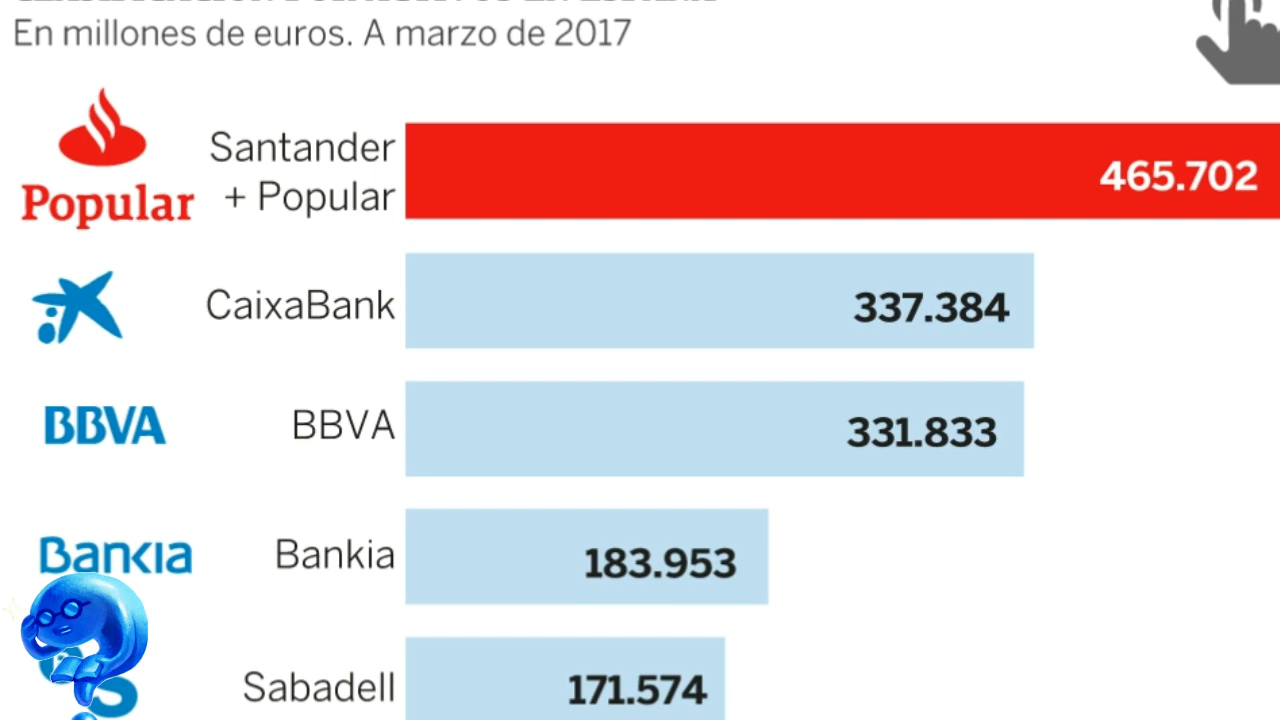 En millones de euros. A marzo de 2017
Popular
Santander
+ Popular
465.702
CaixaBank
337.384
BBVA
BBVA
331.833
Bankia
Bankia
183.953
Sabadell
171.574